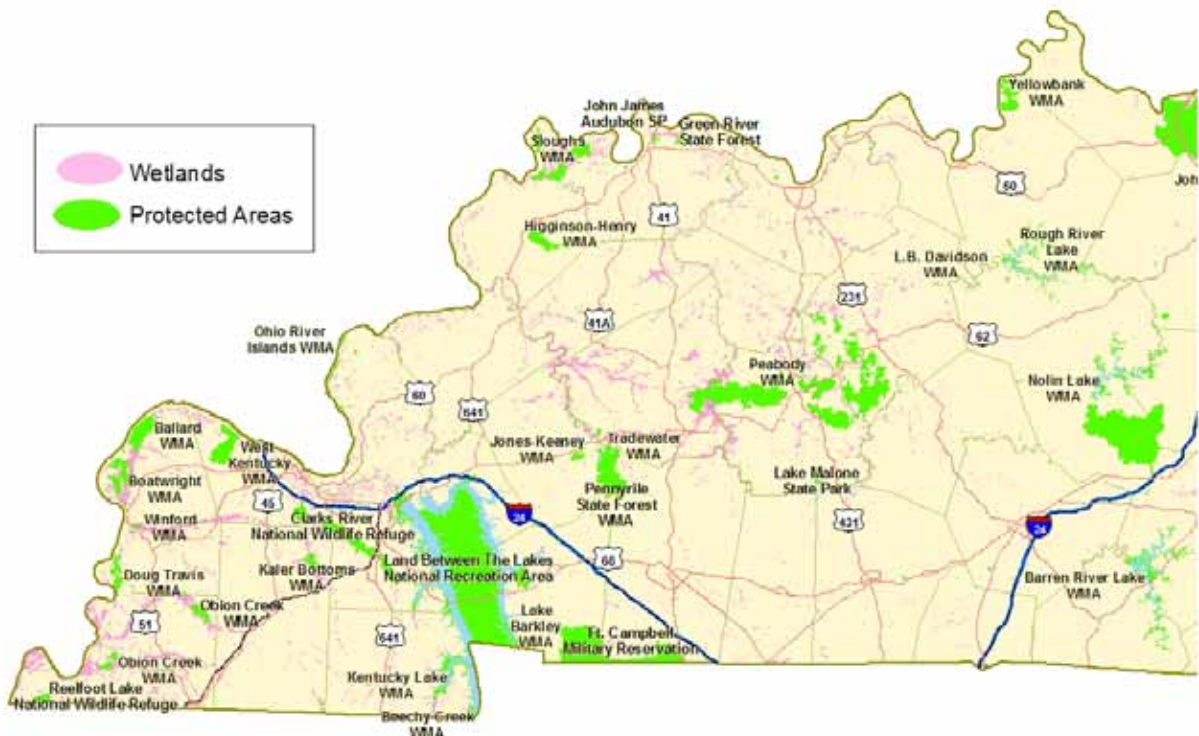 Wetlands
Protected Areas
Yellowbank
WMA
John James
Audubon SP
Green River
State Forest
Sloughs
WMA
60
Joh
41
Higginson-Henry
WMA
Rough River
Lake
WMA
L.B. Davidson
WMA
231
41A
62
Ohio River
Islands WMA
Peabody
WMA
Nolin Lake
WMA
60
641
Ballard
WMA
West
Kentucky
WMA
Jones-Keeney
WMA
Tradewater
WMA
Boatwright
WMA
45
Lake Malone
State Park
Pennyrile
State Forest
WMA
Winford
WMA
Clarks River
National Wildlife Refuge
24
431
24
Doug Travis
WMA
Kaler Bottoms
WMA
Land Between The Lakes
National Recreation Area
68
Barren River Lake
WMA
Obion Creek
WMA
51
641
Lake
Barkley
WMA
Ft. Campbell
Military Reservation
Obion Creek
WMA
Kentucky Lake
WMA
Reelfoot Lake
National Wildlife Refuge
Beechy Creek
WMA